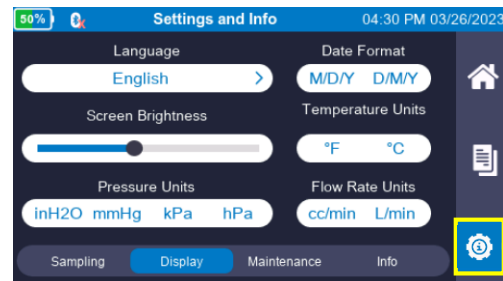 50% Settings and Info 04:30 PM 03/26/2023
Language Date Format
English M/D/Y D/M/Y
Screen Brightness Temperature Units
°F °C
Pressure Units Flow Rate Units
inH2O mmHg kPa hPa cc/min L/min
Sampling Display Maintenance Info